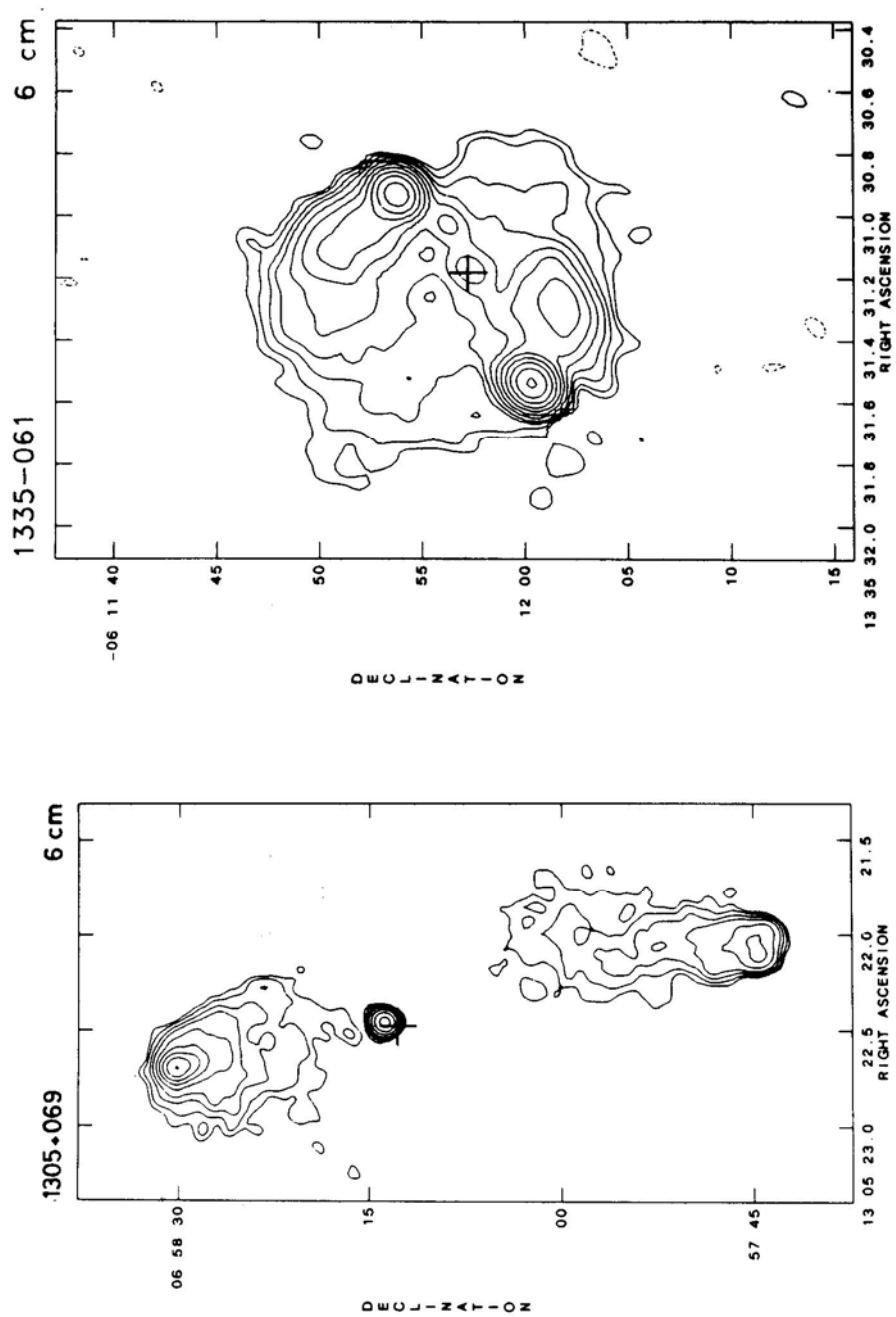 1335-061 6 cm
-06 11 40
45
50
55
12 00
05
10
15
DECLINATION
13 35 32.0 31.8 31.6 31.4 31.2 31.0 30.8 30.6 30.4
RIGHT ASCENSION
1305+069 6 cm
06 58 30
15
00
57 45
DECLINATION
13 05 23.0 22.5 22.0 21.5
RIGHT ASCENSION